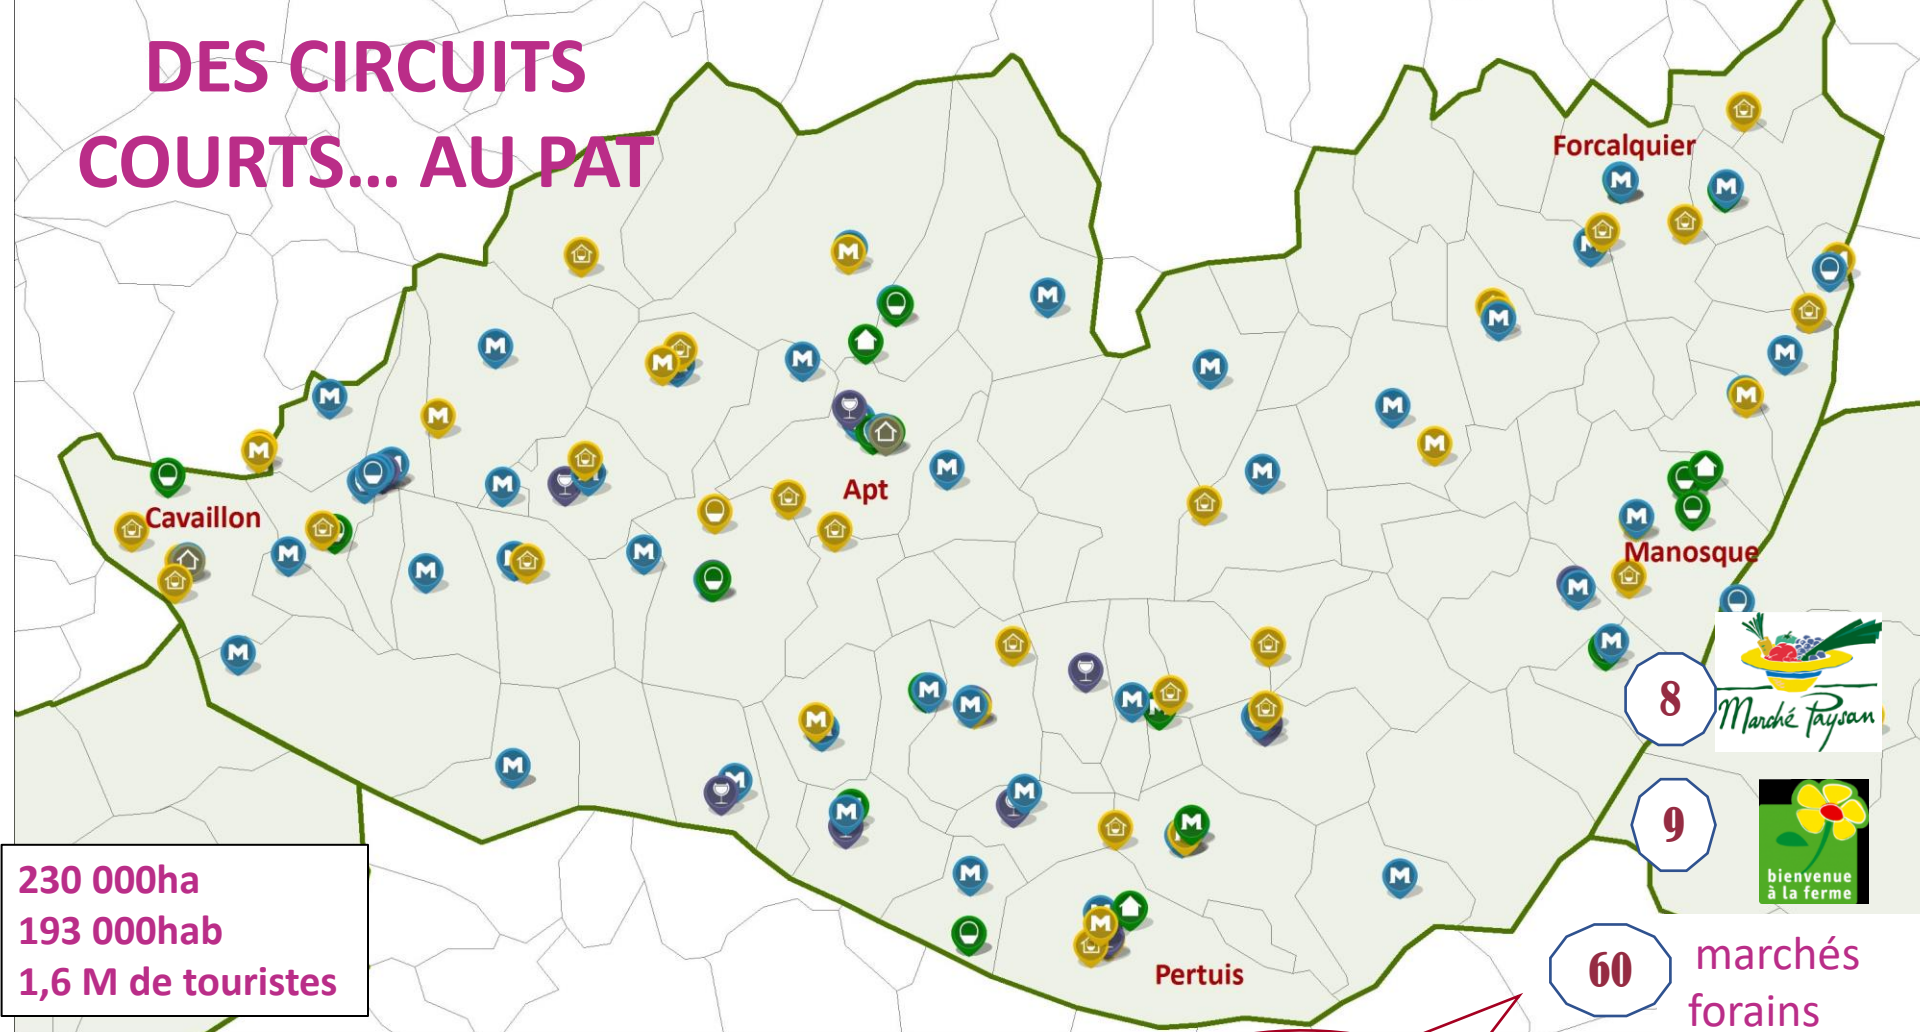 DES CIRCUITS
COURTS... AU PAT
Forcalquier
Cavaillon
Apt
Manosque
Pertuis
8
Marché Paysan
9
bienvenue
à la ferme
60
marchés
forains
230 000ha
193 000hab
1,6 M de touristes